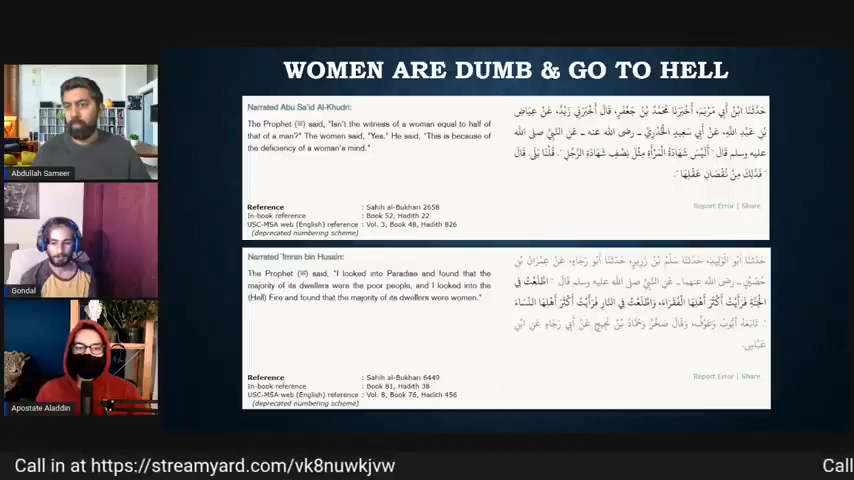 WOMEN ARE DUMB & GO TO HELL
Narrated Abu Sa'id Al-Khudri:
The Prophet (ﷺ) said, "Isn't the witness of a woman equal to half of
that of a man?" The women said, "Yes." He said, "This is because of
the deficiency of a woman's mind."
حَدَّثَنَا ابْنُ أَبِي مَرْيَمَ، أَخْبَرَنَا مُحَمَّدُ بْنُ جَعْفَرٍ، قَالَ أَخْبَرَنِي زَيْدٌ، عَنْ عِيَاضِ
بْنِ عَبْدِ اللَّهِ، عَنْ أَبِي سَعِيدٍ الْخُدْرِيِّ ـ رضى الله عنه ـ عَنِ النَّبِيِّ صلى الله
عليه وسلم قَالَ " أَلَيْسَ شَهَادَةُ الْمَرْأَةِ مِثْلَ نِصْفِ شَهَادَةِ الرَّجُلِ ". قُلْنَا بَلَى. قَالَ
" فَذَلِكَ مِنْ نُقْصَانِ عَقْلِهَا ".
Reference : Sahih al-Bukhari 2658
In-book reference : Book 52, Hadith 22
USC-MSA web (English) reference : Vol. 3, Book 48, Hadith 826
(deprecated numbering scheme)
Report Error | Share
Narrated `Imran bin Husain:
The Prophet (ﷺ) said, "I looked into Paradise and found that the
majority of its dwellers were the poor people, and I looked into the
(Hell) Fire and found that the majority of its dwellers were women."
حَدَّثَنَا أَبُو الْوَلِيدِ، حَدَّثَنَا سَلْمُ بْنُ زَرِيرٍ، حَدَّثَنَا أَبُو رَجَاءٍ، عَنْ عِمْرَانَ بْنِ
حُصَيْنٍ ـ رضى الله عنهما ـ عَنِ النَّبِيِّ صلى الله عليه وسلم قَالَ " اطَّلَعْتُ فِي
الْجَنَّةِ فَرَأَيْتُ أَكْثَرَ أَهْلِهَا الْفُقَرَاءَ، وَاطَّلَعْتُ فِي النَّارِ فَرَأَيْتُ أَكْثَرَ أَهْلِهَا النِّسَاءَ
". تَابَعَهُ أَيُّوبُ وَعَوْفٌ، وَقَالَ صَخْرٌ وَحَمَّادُ بْنُ نَجِيحٍ عَنْ أَبِي رَجَاءٍ عَنِ ابْنِ
عَبَّاسٍ.
Reference : Sahih al-Bukhari 6449
In-book reference : Book 81, Hadith 38
USC-MSA web (English) reference : Vol. 8, Book 76, Hadith 456
(deprecated numbering scheme)
Report Error | Share
Abdullah Sameer
Gondal
Apostate Aladdin
Call in at https://streamyard.com/vk8nuwkjvw
Call